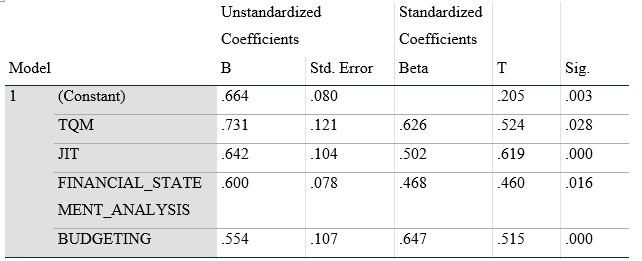 Unstandardized Standardized
Coefficients Coefficients
Model B Std. Error Beta T Sig.
1 (Constant) .664 .080 .205 .003
TQM .731 .121 .626 .524 .028
JIT .642 .104 .502 .619 .000
FINANCIAL_STATE .600 .078 .468 .460 .016
MENT_ANALYSIS
BUDGETING .554 .107 .647 .515 .000